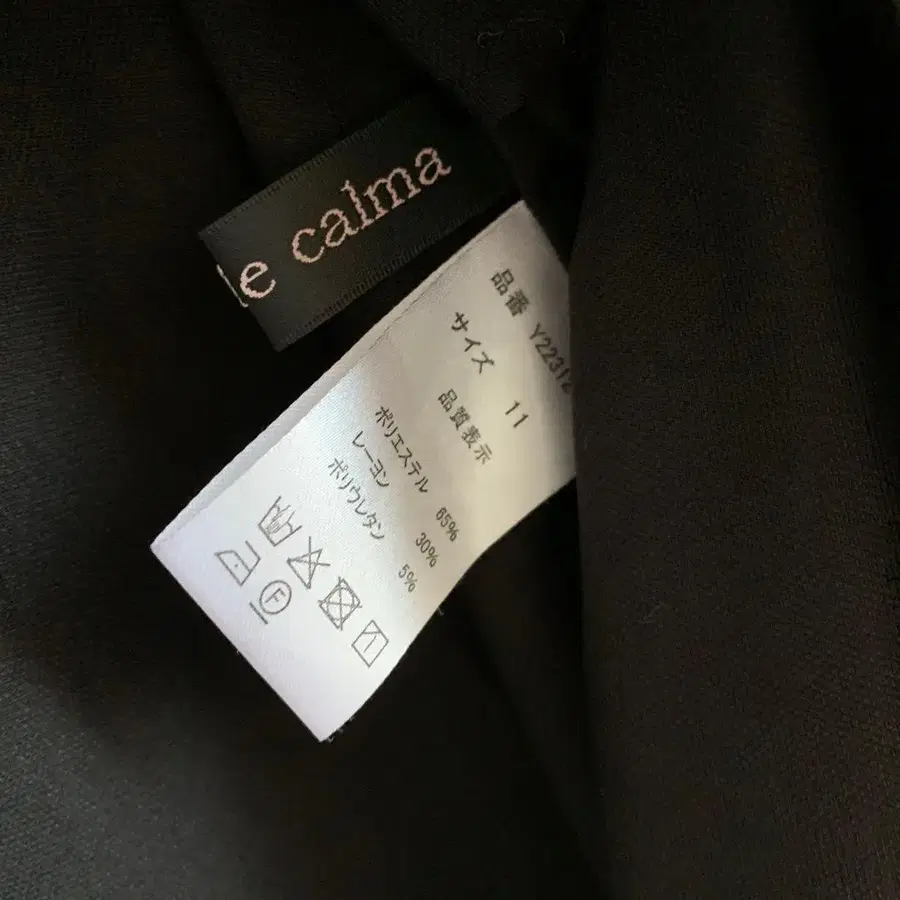 le calma
品番 Y22312
サイズ 11
品質表示
ポリエステル 65%
レーヨン 30%
ポリウレタン 5%
F